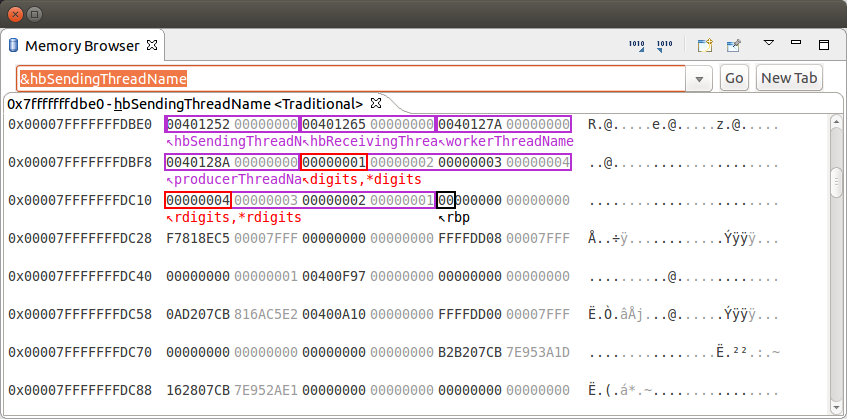 Memory Browser
&hbSendingThreadName Go New Tab
0x7fffffffdbe0 - hbSendingThreadName <Traditional>
0x00007FFFFFFFDBE0 00401252 00000000 00401265 00000000 0040127A 00000000 R.@.....e.@.....z.@.....
↖hbSendingThreadN↖hbReceivingThrea↖workerThreadName
0x00007FFFFFFFDBF8 0040128A 00000000 00000001 00000002 00000003 00000004 ..@.....................
↖producerThreadNa↖digits,*digits
0x00007FFFFFFFDC10 00000004 00000003 00000002 00000001 00000000 00000000 ........................
↖rdigits,*rdigits ↖rbp
0x00007FFFFFFFDC28 F7818EC5 00007FFF 00000000 00000000 FFFFDD08 00007FFF Å..÷ÿ...........Ýÿÿÿ...
0x00007FFFFFFFDC40 00000000 00000001 00400F97 00000000 00000000 00000000 ..........@.............
0x00007FFFFFFFDC58 0AD207CB 816AC5E2 00400A10 00000000 FFFFDD00 00007FFF Ë.Ò.âÅj...@......Ýÿÿÿ...
0x00007FFFFFFFDC70 00000000 00000000 00000000 00000000 B2B207CB 7E953A1D ................Ë.²².:.~
0x00007FFFFFFFDC88 162807CB 7E952AE1 00000000 00000000 00000000 00000000 Ë.(.á*.~................